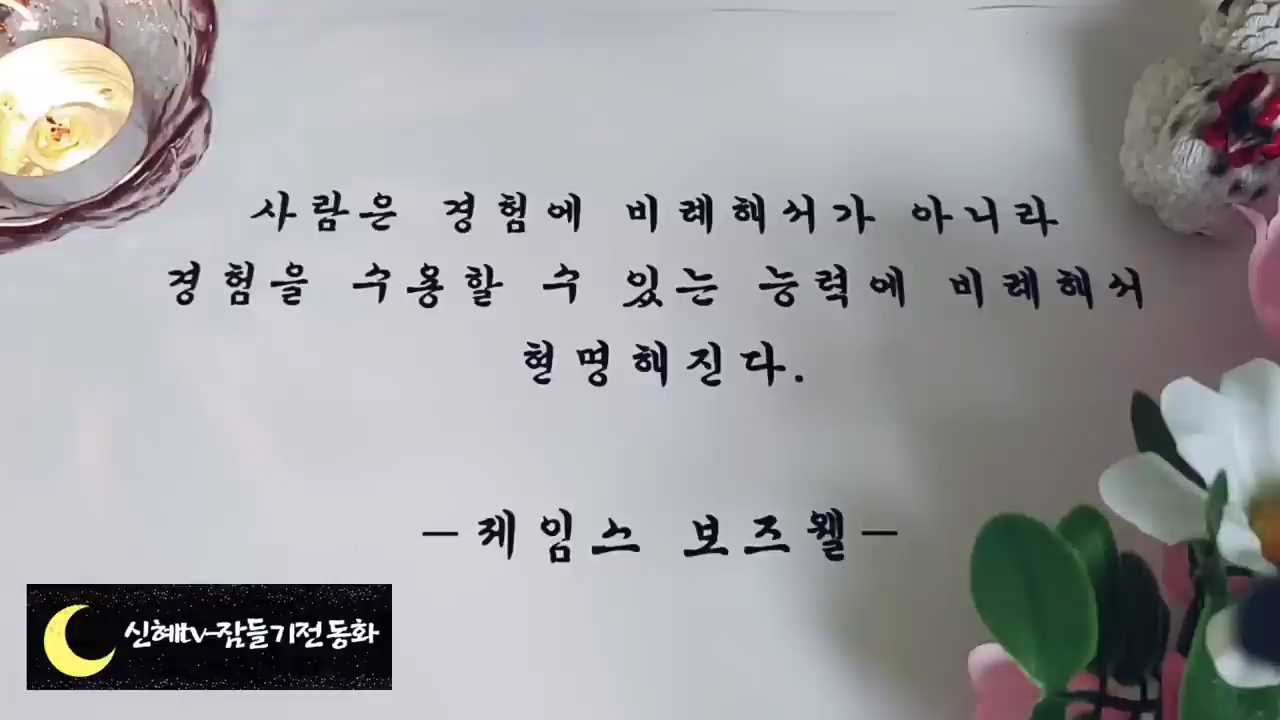 사람은 경험에 비례해서가 아니라
경험을 수용할 수 있는 능력에 비례해서
현명해진다.
－제임스 보즈웰－
신혜tv-잠들기전 동화